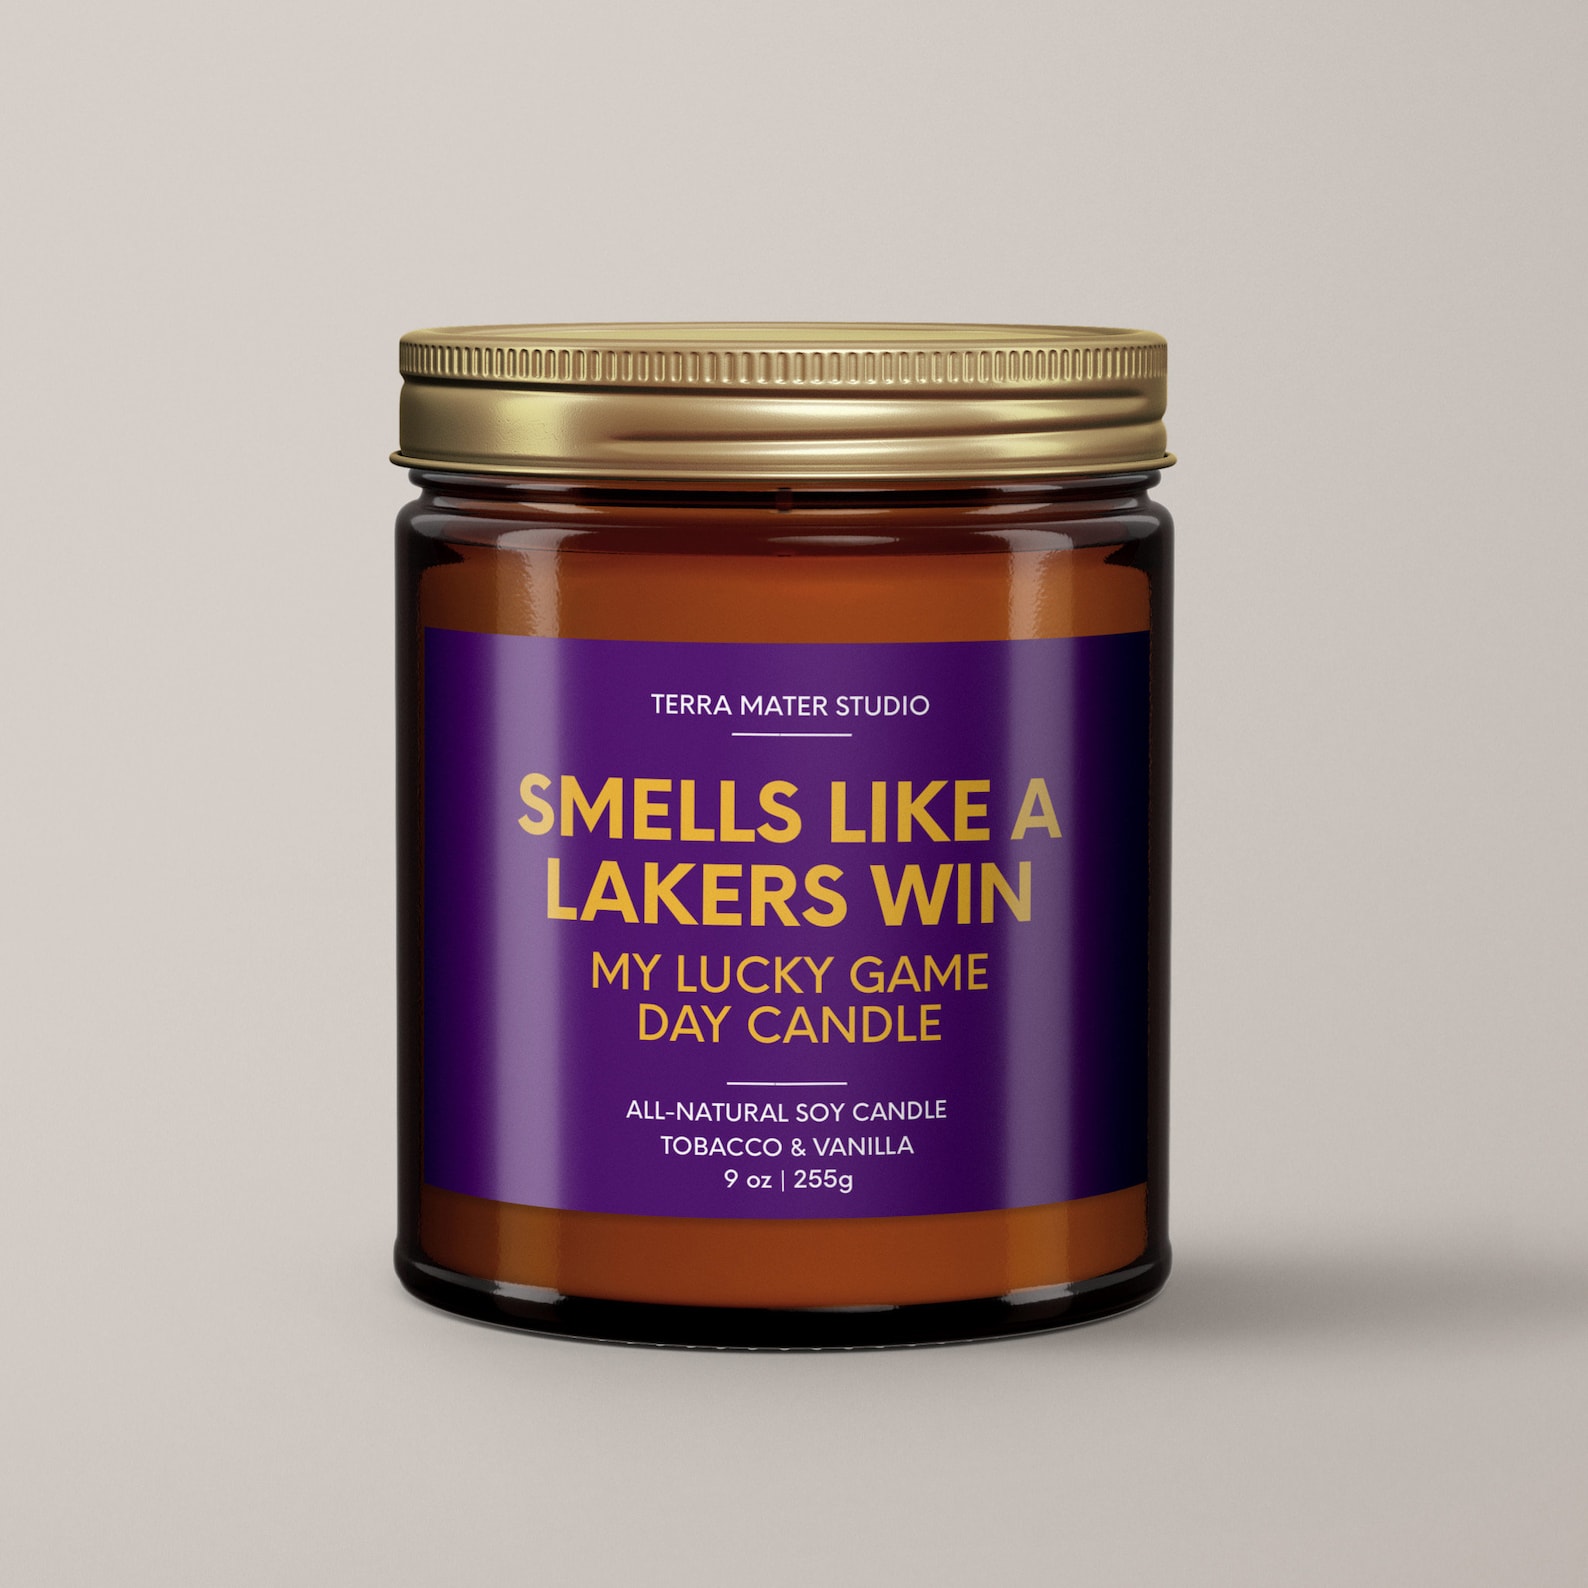 TERRA MATER STUDIO
SMELLS LIKE A
LAKERS WIN
MY LUCKY GAME
DAY CANDLE
ALL-NATURAL SOY CANDLE
TOBACCO & VANILLA
9 oz | 255g